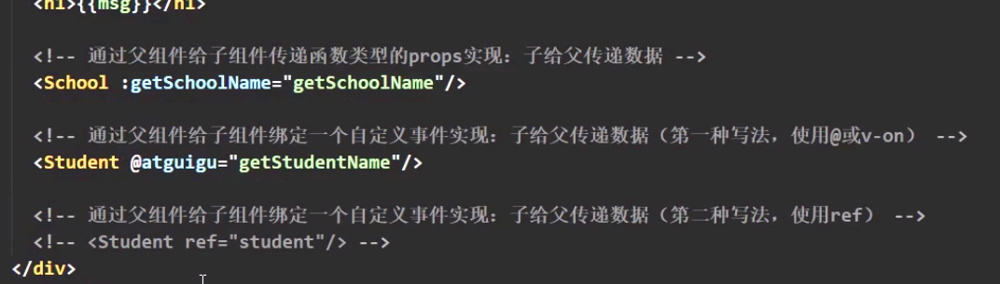 <h1>{{msg}}</h1>
<!-- 通过父组件给子组件传递函数类型的props实现：子给父传递数据 -->
<School :getSchoolName="getSchoolName"/>
<!-- 通过父组件给子组件绑定一个自定义事件实现：子给父传递数据（第一种写法，使用@或v-on） -->
<Student @atguigu="getStudentName"/>
<!-- 通过父组件给子组件绑定一个自定义事件实现：子给父传递数据（第二种写法，使用ref） -->
<!-- <Student ref="student"/> -->
</div>